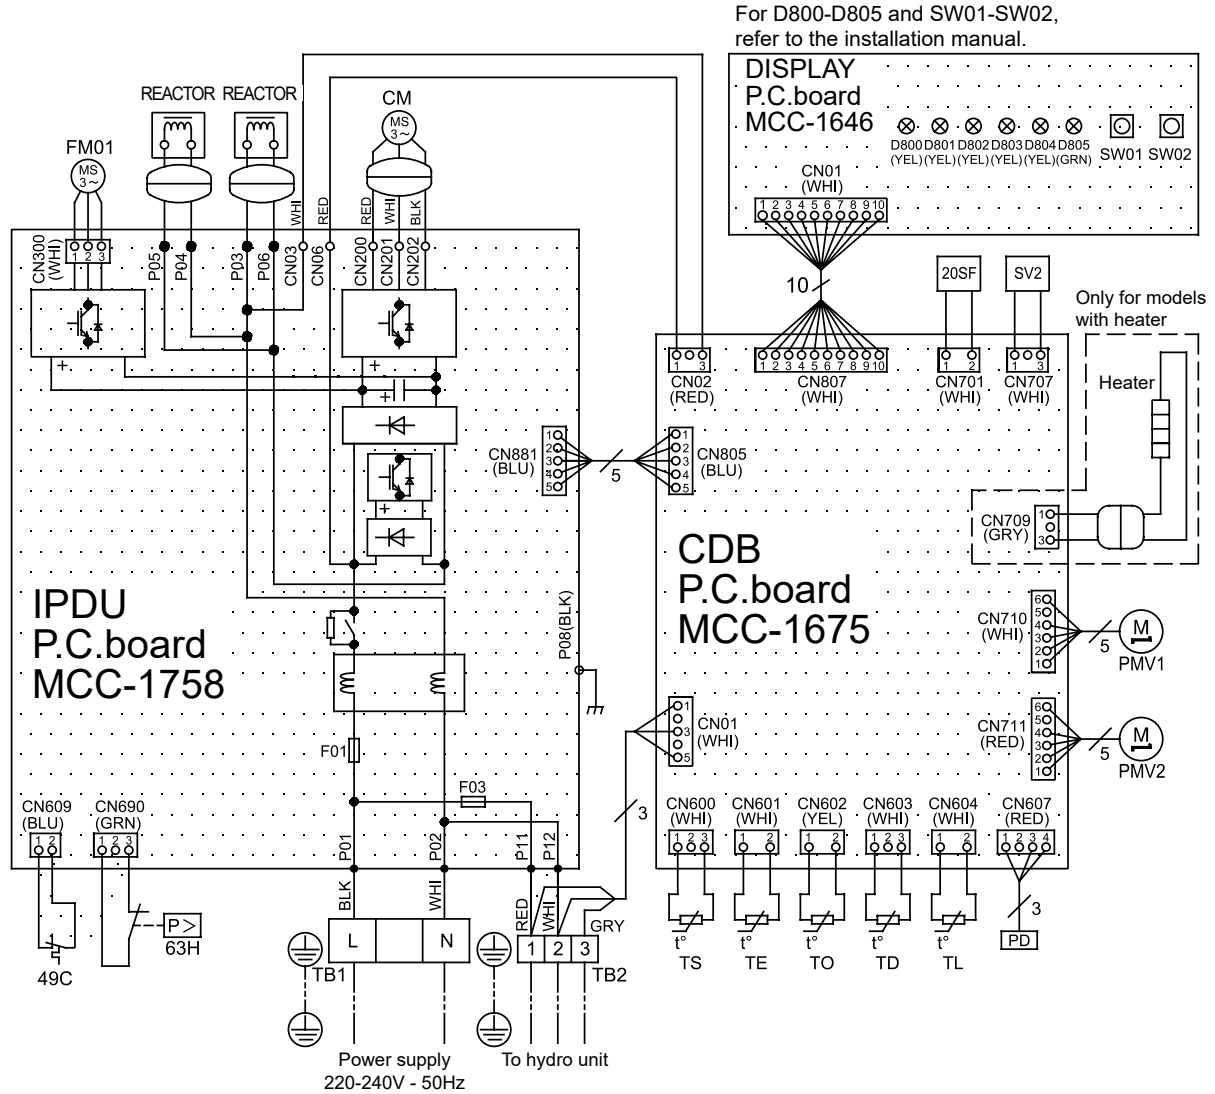 For D800-D805 and SW01-SW02,
refer to the installation manual.
DISPLAY
P.C.board
MCC-1646
D800 D801 D802 D803 D804 D805
(YEL) (YEL) (YEL) (YEL) (YEL) (GRN)
SW01 SW02
CN01
(WHI)
1 2 3 4 5 6 7 8 9 10
REACTOR REACTOR
CM
MS
3~
FM01
MS
3~
WHI
RED
RED
WHI
BLK
CN300
(WHI)
1 2 3
P05
P04
P03
P06
CN03
CN06
CN200
CN201
CN202
+
+
+
+
10
20SF
SV2
Only for models
with heater
Heater
1 3
CN02
(RED)
1 2 3 4 5 6 7 8 9 10
CN807
(WHI)
1 2
CN701
(WHI)
1 3
CN707
(WHI)
CN881
(BLU)
1
2
3
4
5
5
1
2
3
4
5
CN805
(BLU)
CN709
(GRY)
1
3
IPDU
P.C.board
MCC-1758
CDB
P.C.board
MCC-1675
P08(BLK)
CN710
(WHI)
6
5
4
3
2
1
5
M
PMV1
CN711
(RED)
6
5
4
3
2
1
5
M
PMV2
CN01
(WHI)
1
3
5
3
F01
F03
CN609
(BLU)
1 2
CN690
(GRN)
1 2 3
P01
P02
P11
P12
CN600
(WHI)
1 2 3
CN601
(WHI)
1 2
CN602
(YEL)
1 2
CN603
(WHI)
1 2 3
CN604
(WHI)
1 2
CN607
(RED)
1 2 3 4
BLK
WHI
RED
WHI
GRY
P>
63H
49C
L N
TB1
1 2 3
TB2
t° t° t° t° t°
TS TE TO TD TL
3
PD
Power supply
220-240V - 50Hz
To hydro unit